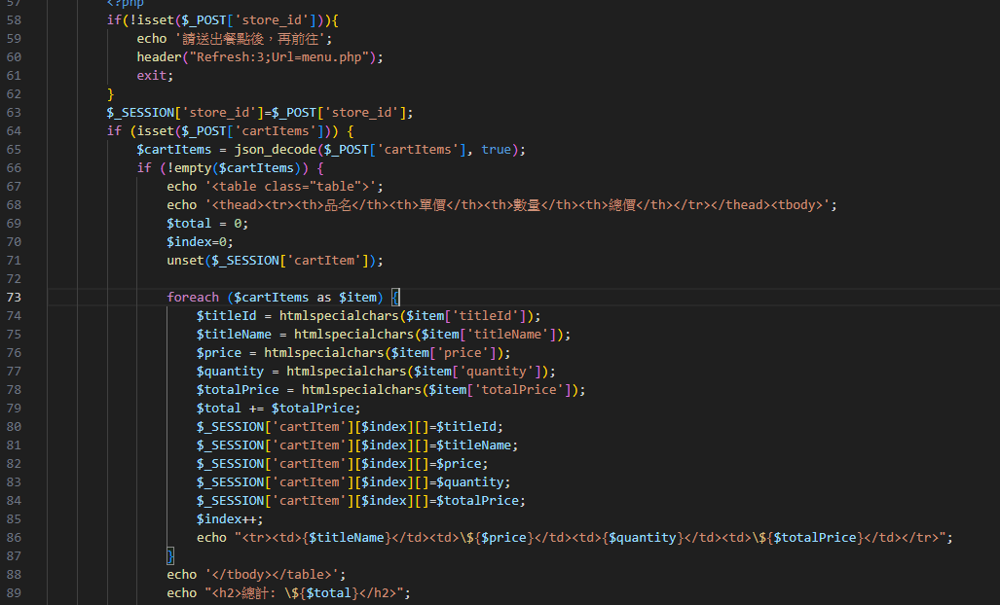 57 <?php
58 if(!isset($_POST['store_id'])){
59 echo '請送出餐點後，再前往';
60 header("Refresh:3;Url=menu.php");
61 exit;
62 }
63 $_SESSION['store_id']=$_POST['store_id'];
64 if (isset($_POST['cartItems'])) {
65 $cartItems = json_decode($_POST['cartItems'], true);
66 if (!empty($cartItems)) {
67 echo '<table class="table">';
68 echo '<thead><tr><th>品名</th><th>單價</th><th>數量</th><th>總價</th></tr></thead><tbody>';
69 $total = 0;
70 $index=0;
71 unset($_SESSION['cartItem']);
72
73 foreach ($cartItems as $item) {
74 $titleId = htmlspecialchars($item['titleId']);
75 $titleName = htmlspecialchars($item['titleName']);
76 $price = htmlspecialchars($item['price']);
77 $quantity = htmlspecialchars($item['quantity']);
78 $totalPrice = htmlspecialchars($item['totalPrice']);
79 $total += $totalPrice;
80 $_SESSION['cartItem'][$index][]=$titleId;
81 $_SESSION['cartItem'][$index][]=$titleName;
82 $_SESSION['cartItem'][$index][]=$price;
83 $_SESSION['cartItem'][$index][]=$quantity;
84 $_SESSION['cartItem'][$index][]=$totalPrice;
85 $index++;
86 echo "<tr><td>{$titleName}</td><td>\${$price}</td><td>{$quantity}</td><td>\${$totalPrice}</td></tr>";
87 }
88 echo '</tbody></table>';
89 echo "<h2>總計: \${$total}</h2>";